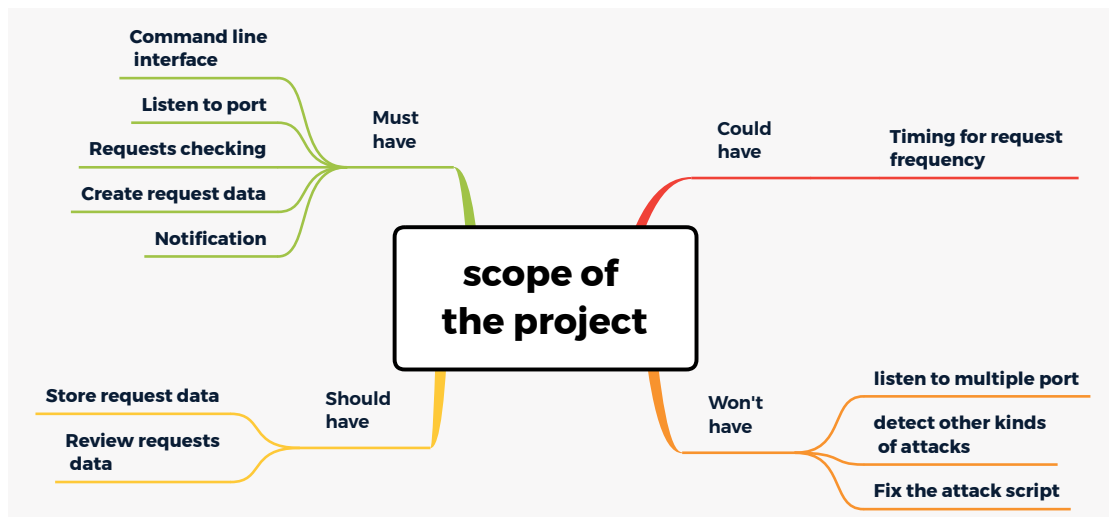 scope of
the project
Must
have
Command line
interface
Listen to port
Requests checking
Create request data
Notification
Could
have
Timing for request
frequency
Should
have
Store request data
Review requests
data
Won't
have
listen to multiple port
detect other kinds
of attacks
Fix the attack script